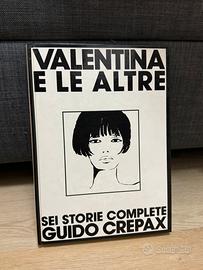 VALENTINA
E LE ALTRE
SEI STORIE COMPLETE
GUIDO CREPAX